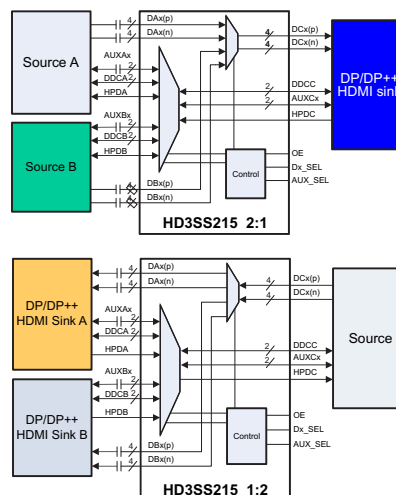 4
DAx(p)
4
DAx(n)
Source A
AUXAx
2
DDCA
2
HPDA
AUXBx
2
DDCB
2
HPDB
Source B
4
DBx(p)
4
DBx(n)
4
DCx(p)
4
DCx(n)
DP/DP++
HDMI sink
2
DDCC
2
AUXCx
HPDC
Control
OE
Dx_SEL
AUX_SEL
HD3SS215 2:1
DP/DP++
HDMI Sink A
4
DAx(p)
4
DAx(n)
AUXAx
2
DDCA
2
HPDA
AUXBx
2
DDCB
2
HPDB
DP/DP++
HDMI Sink B
4
DBx(p)
4
DBx(n)
4
DCx(p)
4
DCx(n)
Source
2
DDCC
2
AUXCx
HPDC
Control
OE
Dx_SEL
AUX_SEL
HD3SS215 1:2